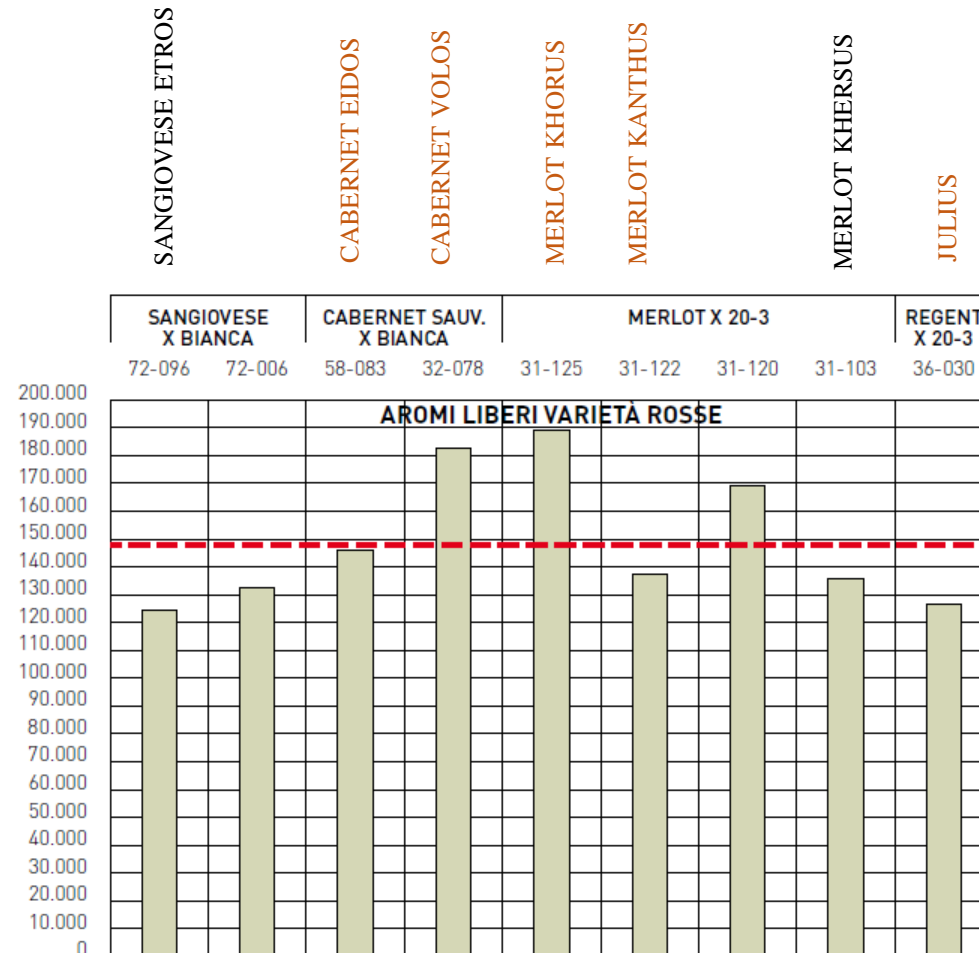 SANGIOVESE ETROS
CABERNET EIDOS
CABERNET VOLOS
MERLOT KHORUS
MERLOT KANTHUS
MERLOT KHERSUS
JULIUS
SANGIOVESE
X BIANCA
CABERNET SAUV.
X BIANCA
MERLOT X 20-3
REGENT
X 20-3
72-096 72-006 58-083 32-078 31-125 31-122 31-120 31-103 36-030
AROMI LIBERI VARIETÀ ROSSE
200.000
190.000
180.000
170.000
160.000
150.000
140.000
130.000
120.000
110.000
100.000
90.000
80.000
70.000
60.000
50.000
40.000
30.000
20.000
10.000
0